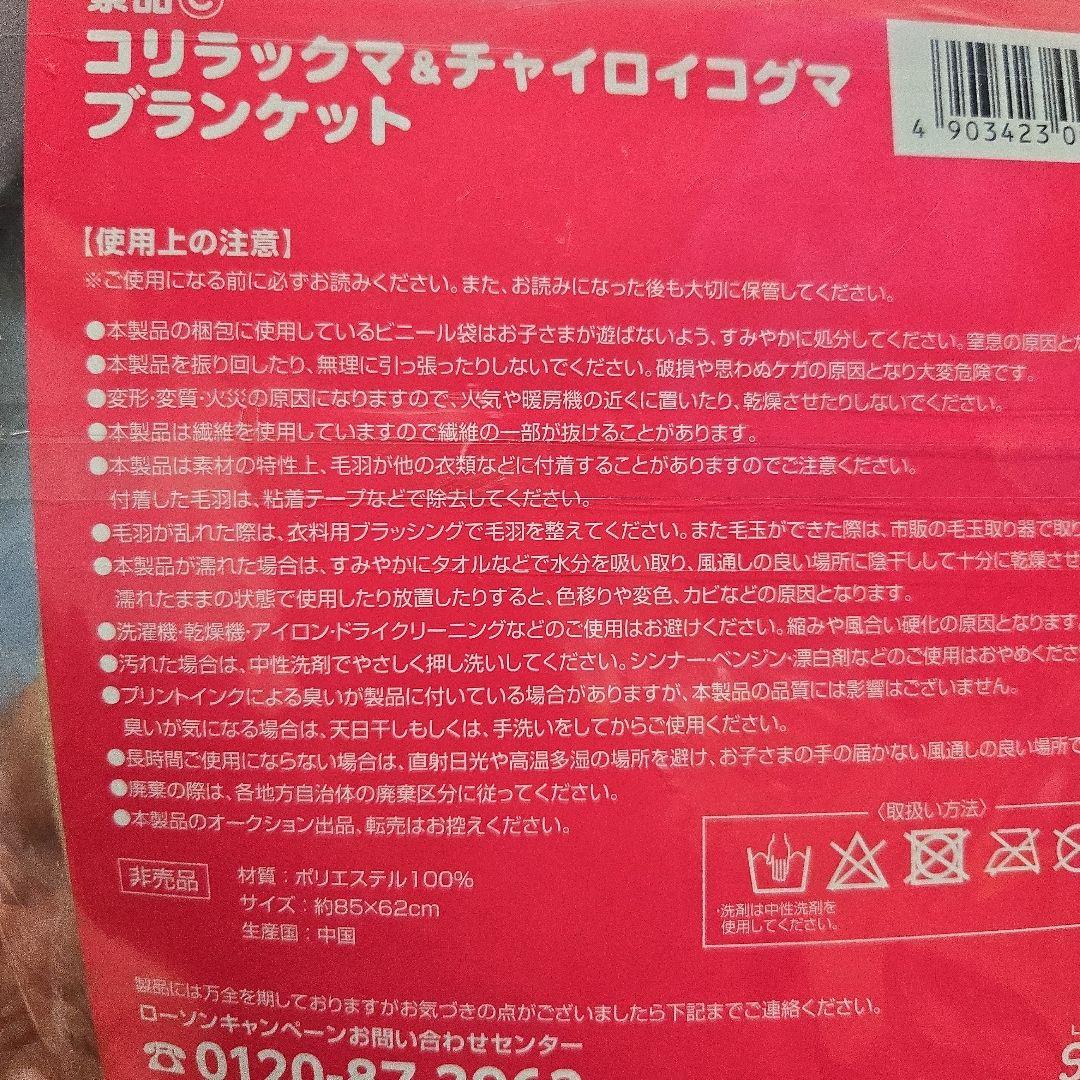 景品©
コリラックマ&チャイロイコグマ
ブランケット
4 903423 0
【使用上の注意】
※ご使用になる前に必ずお読みください。また、お読みになった後も大切に保管してください。
●本製品の梱包に使用しているビニール袋はお子さまが遊ばないよう、すみやかに処分してください。窒息の原因とな
●本製品を振り回したり、無理に引っ張ったりしないでください。破損や思わぬケガの原因となり大変危険です。
●変形・変質・火災の原因になりますので、火気や暖房機の近くに置いたり、乾燥させたりしないでください。
●本製品は繊維を使用していますので繊維の一部が抜けることがあります。
●本製品は素材の特性上、毛羽が他の衣類などに付着することがありますのでご注意ください。
付着した毛羽は、粘着テープなどで除去してください。
●毛羽が乱れた際は、衣料用ブラッシングで毛羽を整えてください。また毛玉ができた際は、市販の毛玉取り器で取り
●本製品が濡れた場合は、すみやかにタオルなどで水分を吸い取り、風通しの良い場所に陰干しして十分に乾燥させ
濡れたままの状態で使用したり放置したりすると、色移りや変色、カビなどの原因となります。
●洗濯機・乾燥機・アイロン・ドライクリーニングなどのご使用はお避けください。縮みや風合い硬化の原因となります。
●汚れた場合は、中性洗剤でやさしく押し洗いしてください。シンナー・ベンジン・漂白剤などのご使用はおやめくださ
●プリントインクによる臭いが製品に付いている場合がありますが、本製品の品質には影響はございません。
臭いが気になる場合は、天日干しもしくは、手洗いをしてからご使用ください。
●長時間ご使用にならない場合は、直射日光や高温多湿の場所を避け、お子さまの手の届かない風通しの良い場所で
●廃棄の際は、各地方自治体の廃棄区分に従ってください。
●本製品のオークション出品、転売はお控えください。
〈取扱い方法〉
・洗剤は中性洗剤を
使用してください。
非売品
材質：ポリエステル100%
サイズ：約85×62cm
生産国：中国
製品には万全を期しておりますがお気づきの点がございましたら下記までご連絡ください。
ローソンキャンペーンお問い合わせセンター
☎0120-87-3963